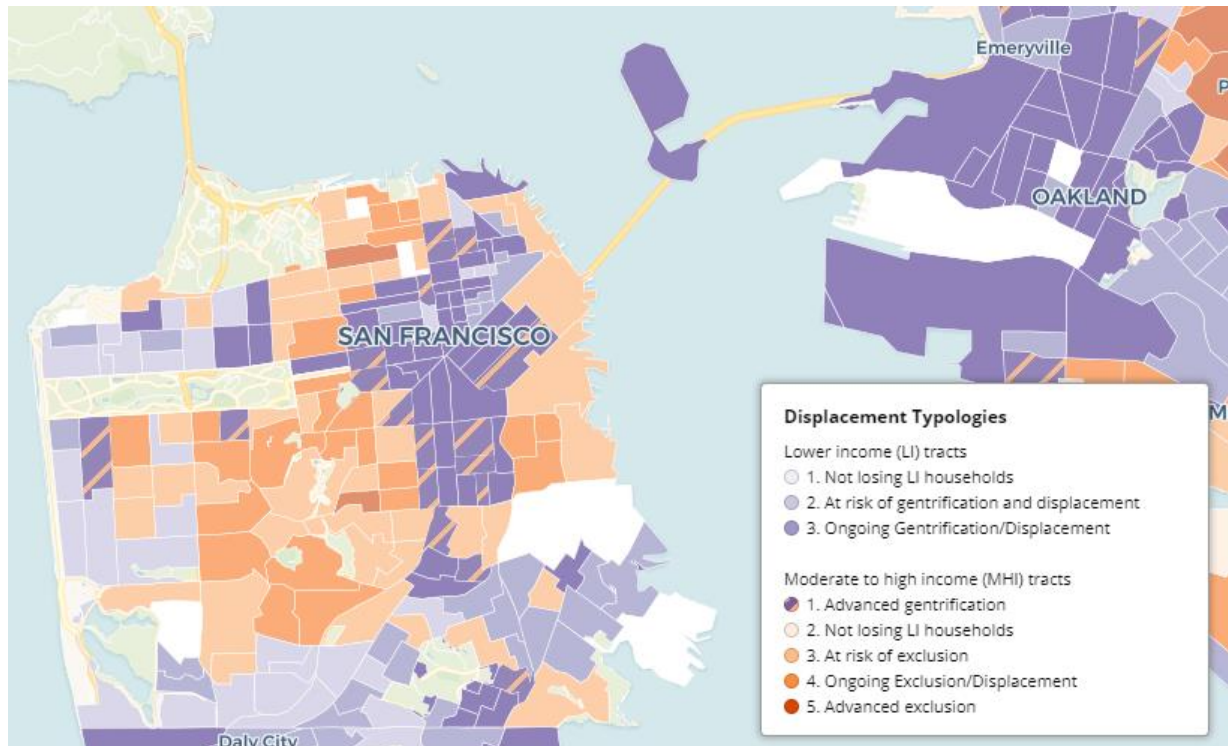 Emeryville
P
OAKLAND
SAN FRANCISCO
M
Daly City
Displacement Typologies
Lower income (LI) tracts
1. Not losing LI households
2. At risk of gentrification and displacement
3. Ongoing Gentrification/Displacement
Moderate to high income (MHI) tracts
1. Advanced gentrification
2. Not losing LI households
3. At risk of exclusion
4. Ongoing Exclusion/Displacement
5. Advanced exclusion